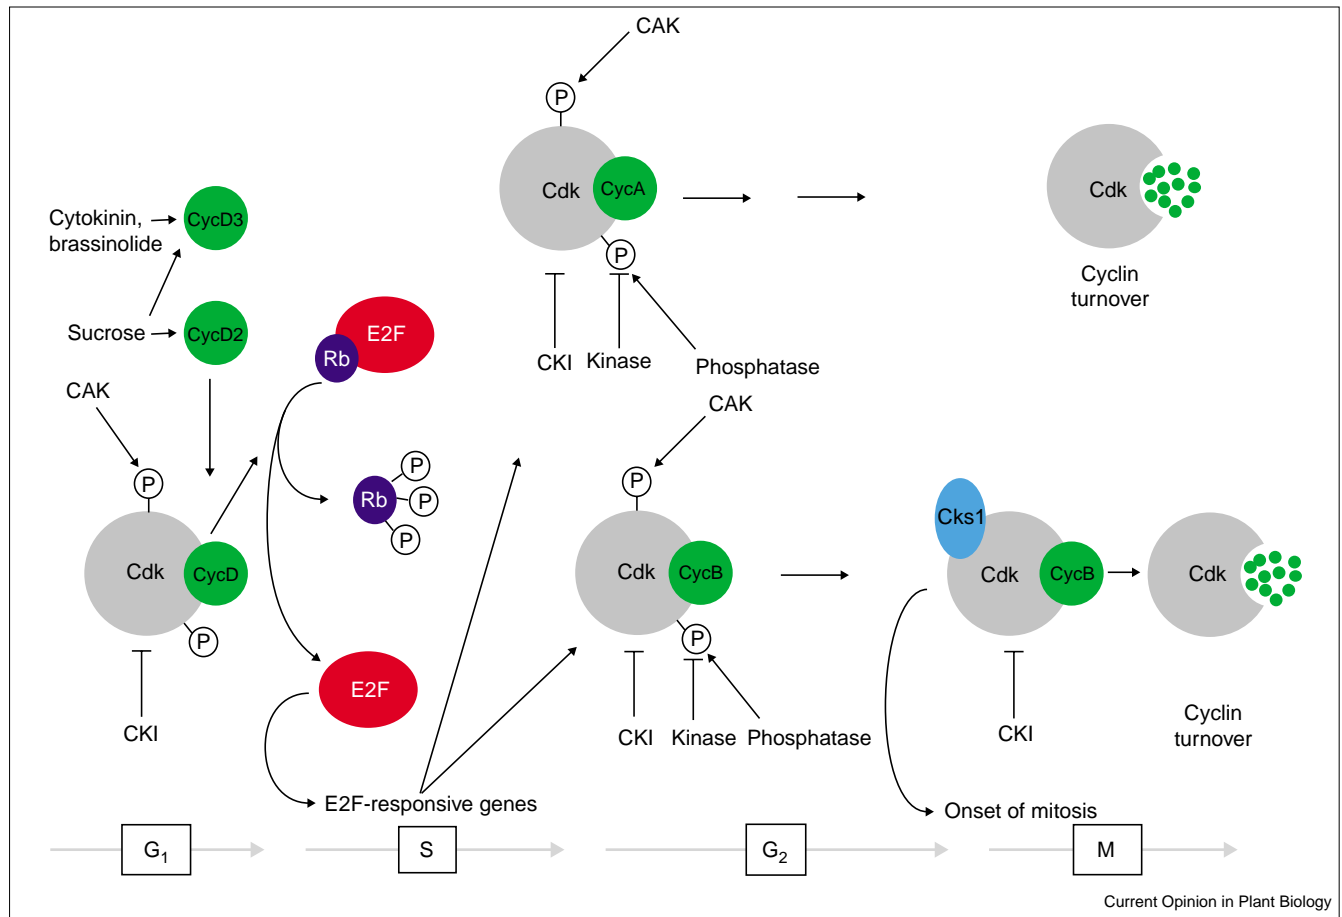 CAK
P
Cdk
CycA
P
CKI
Kinase
Phosphatase
Cdk
Cyclin
turnover
Cytokinin,
brassinolide
CycD3
Sucrose
CycD2
CAK
P
Cdk
CycD
P
CKI
E2F
Rb
Rb
P
P
P
E2F
E2F-responsive genes
CAK
P
Cdk
CycB
P
CKI
Kinase
Phosphatase
Cks1
Cdk
CycB
CKI
Onset of mitosis
Cdk
Cyclin
turnover
G1
S
G2
M
Current Opinion in Plant Biology